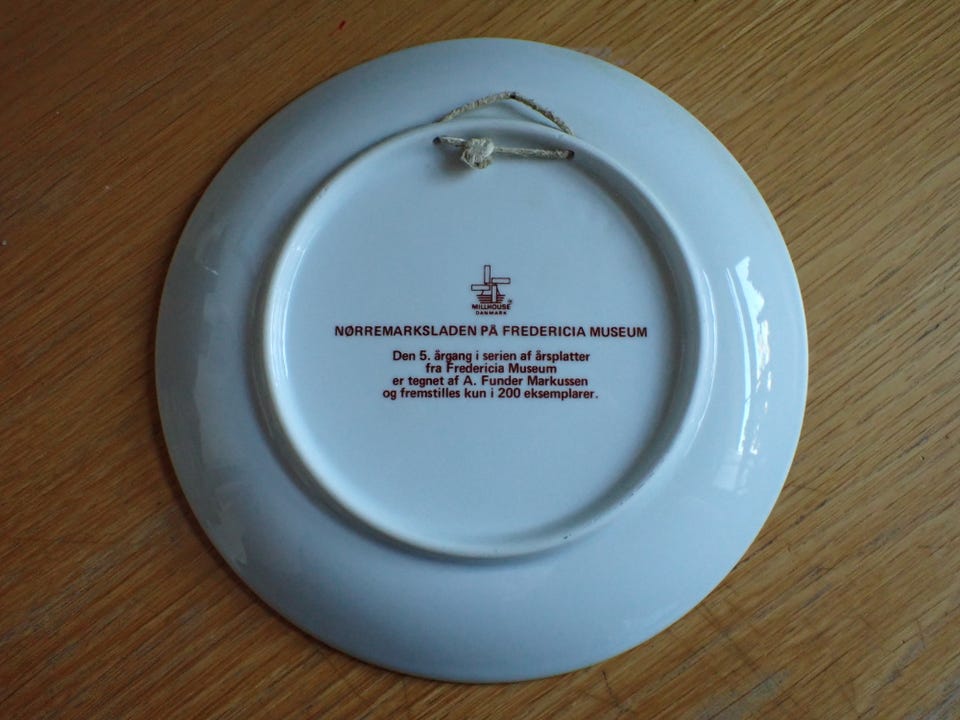 MILLHOUSE
DANMARK
NØRREMARKSLADEN PÅ FREDERICIA MUSEUM
Den 5. årgang i serien af årsplatter
fra Fredericia Museum
er tegnet af A. Funder Markussen
og fremstilles kun i 200 eksemplarer.